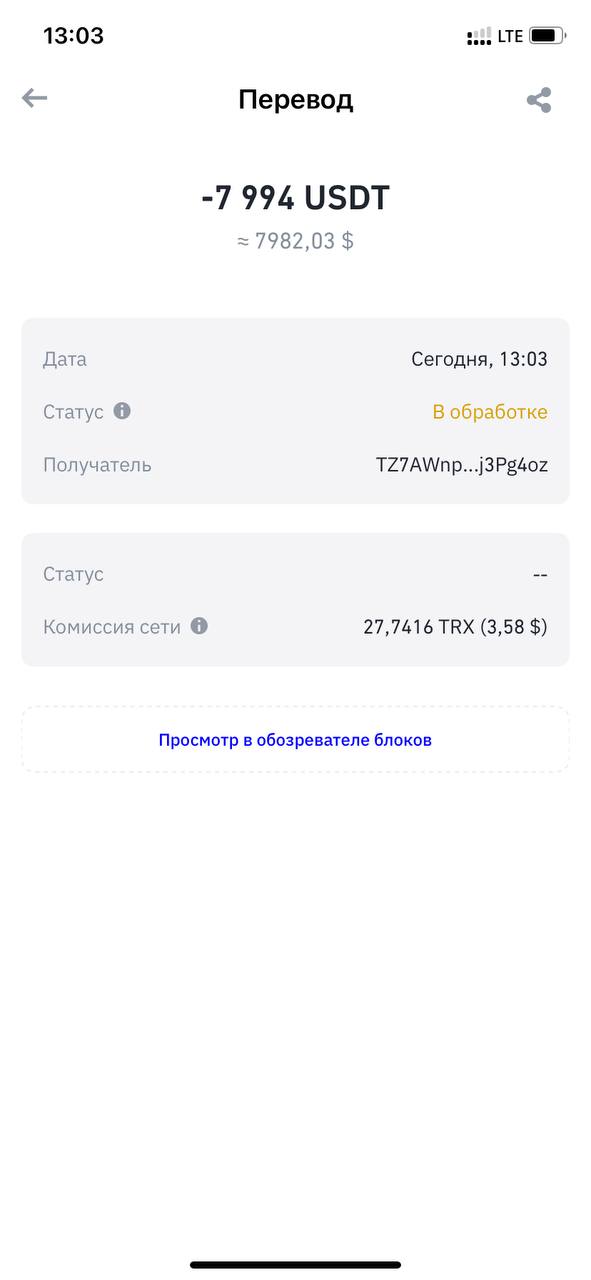 13:03
LTE
Перевод
-7 994 USDT
≈ 7982,03 $
Дата Сегодня, 13:03
Статус В обработке
Получатель TZ7AWnp...j3Pg4oz
Статус --
Комиссия сети 27,7416 TRX (3,58 $)
Просмотр в обозревателе блоков